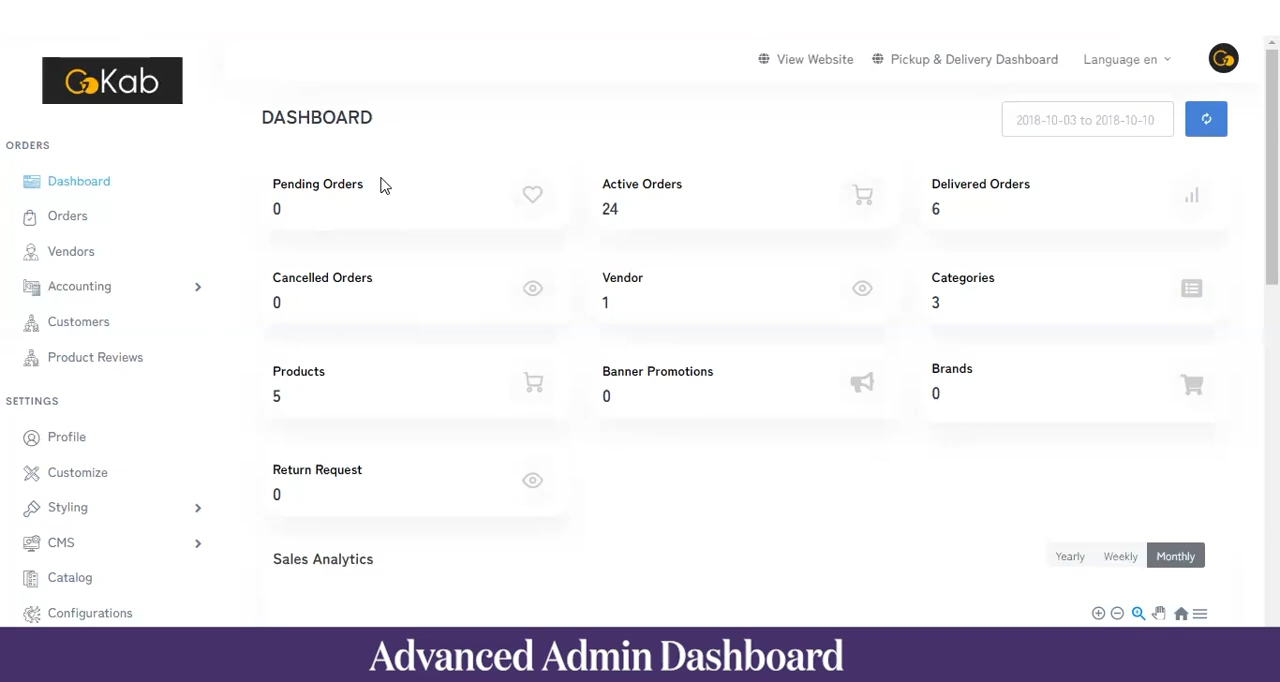 GoKab
View Website
Pickup & Delivery Dashboard
Language en
DASHBOARD
2018-10-03 to 2018-10-10
ORDERS
Dashboard
Orders
Vendors
Accounting
Customers
Product Reviews
SETTINGS
Profile
Customize
Styling
CMS
Catalog
Configurations
Pending Orders
0
Active Orders
24
Delivered Orders
6
Cancelled Orders
0
Vendor
1
Categories
3
Products
5
Banner Promotions
0
Brands
0
Return Request
0
Sales Analytics
Yearly
Weekly
Monthly
Advanced Admin Dashboard